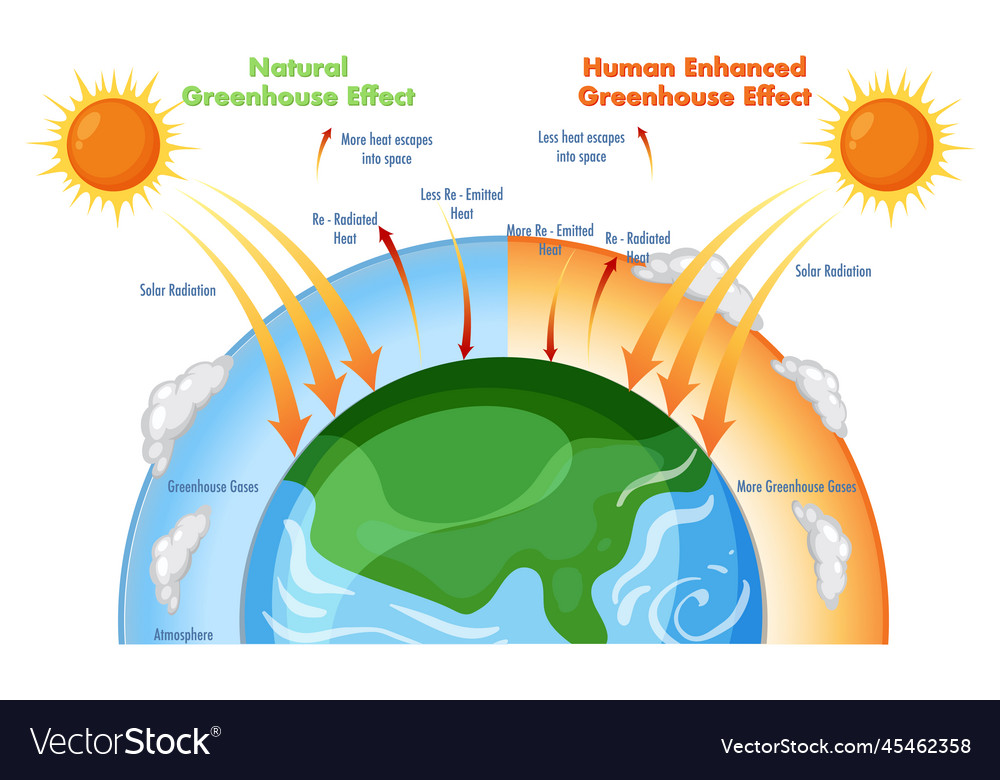 Natural
Greenhouse Effect
Human Enhanced
Greenhouse Effect
More heat escapes
into space
Less heat escapes
into space
Less Re - Emitted
Heat
Re - Radiated
Heat
More Re - Emitted
Heat
Re - Radiated
Heat
Solar Radiation
Solar Radiation
Greenhouse Gases
More Greenhouse Gases
Atmosphere
VectorStock®
VectorStock.com/45462358